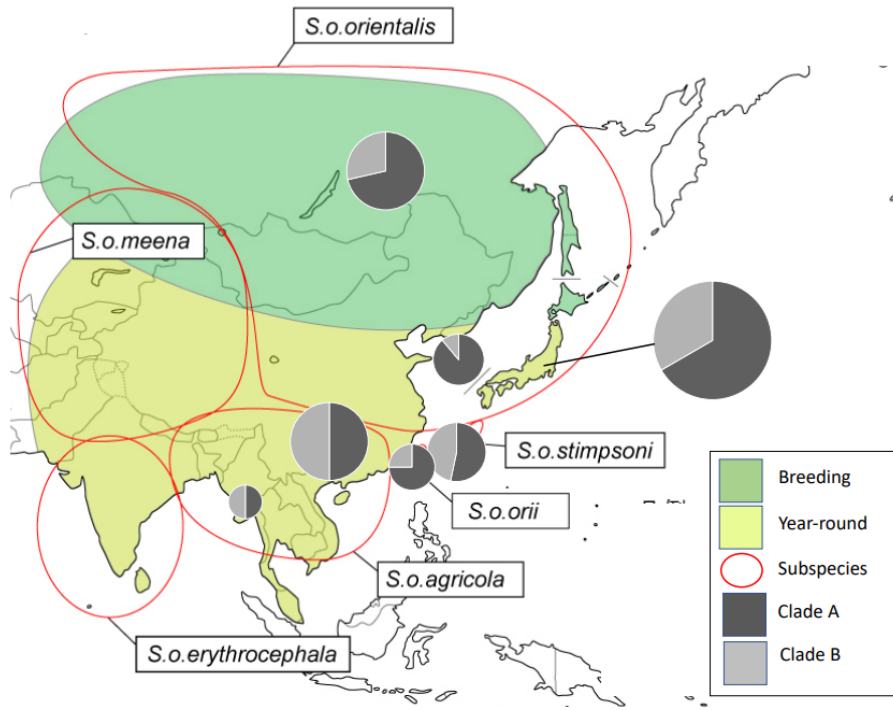 S.o.orientalis
S.o.meena
S.o.stimpsoni
S.o.orii
S.o.agricola
S.o.erythrocephala
Breeding
Year-round
Subspecies
Clade A
Clade B